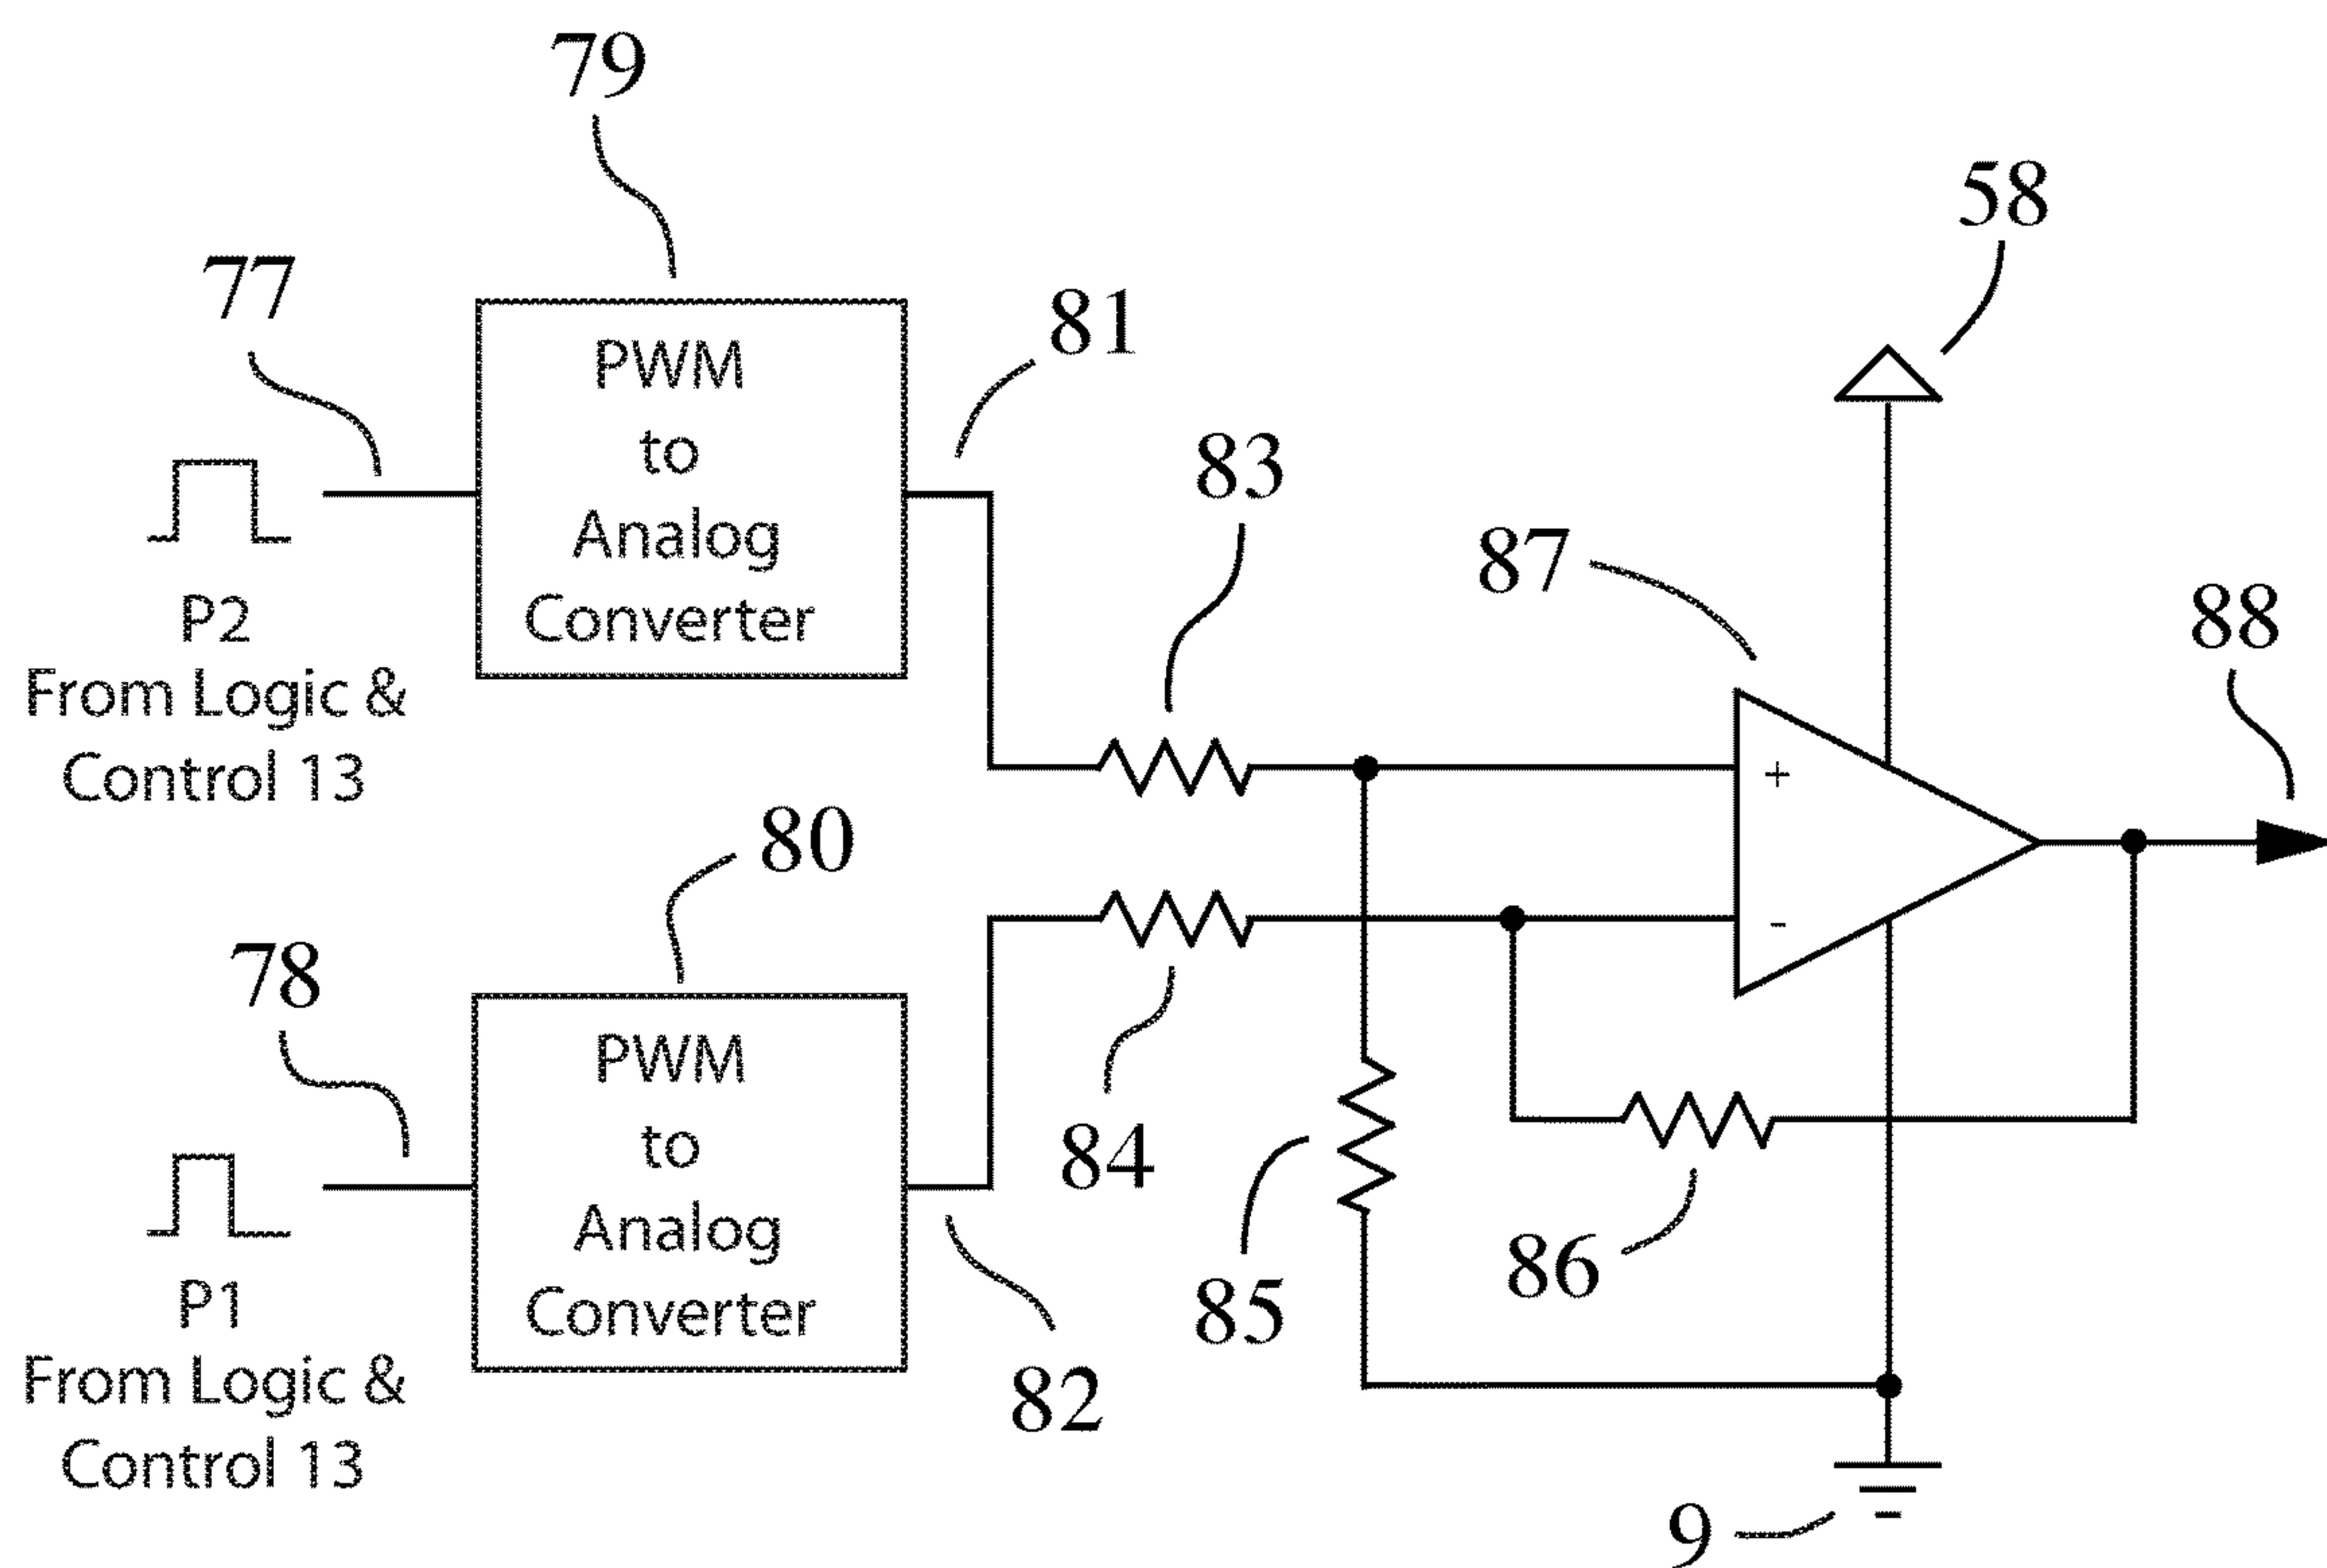 79
58
77
PWM
to
Analog
Converter
81
83
87
88
P2
From Logic &
Control 13
+
80
-
84
78
PWM
to
Analog
Converter
85
86
P1
From Logic &
Control 13
82
9